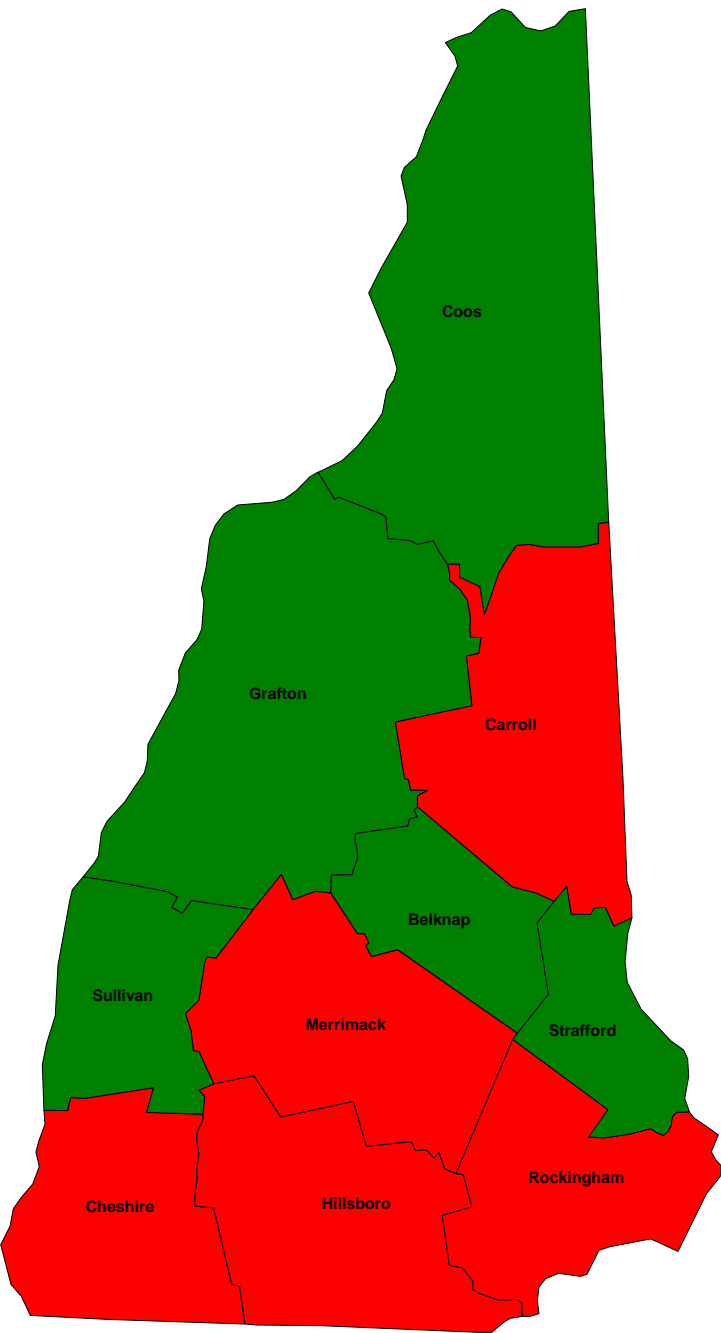 Coos
Grafton
Carroll
Belknap
Sullivan
Merrimack
Strafford
Rockingham
Hillsboro
Cheshire